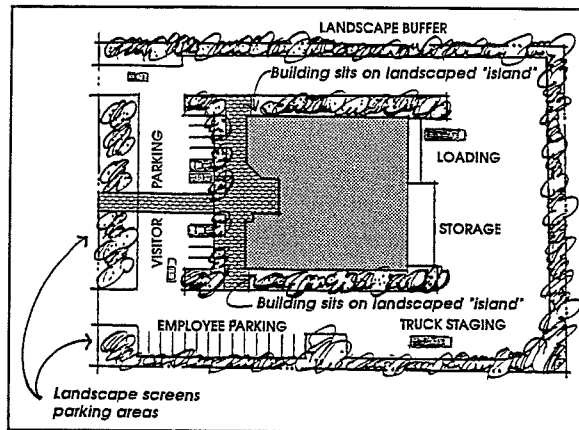 LANDSCAPE BUFFER
Building sits on landscaped "island"
VISITOR PARKING
LOADING
STORAGE
Building sits on landscaped "island"
EMPLOYEE PARKING
TRUCK STAGING
Landscape screens
parking areas